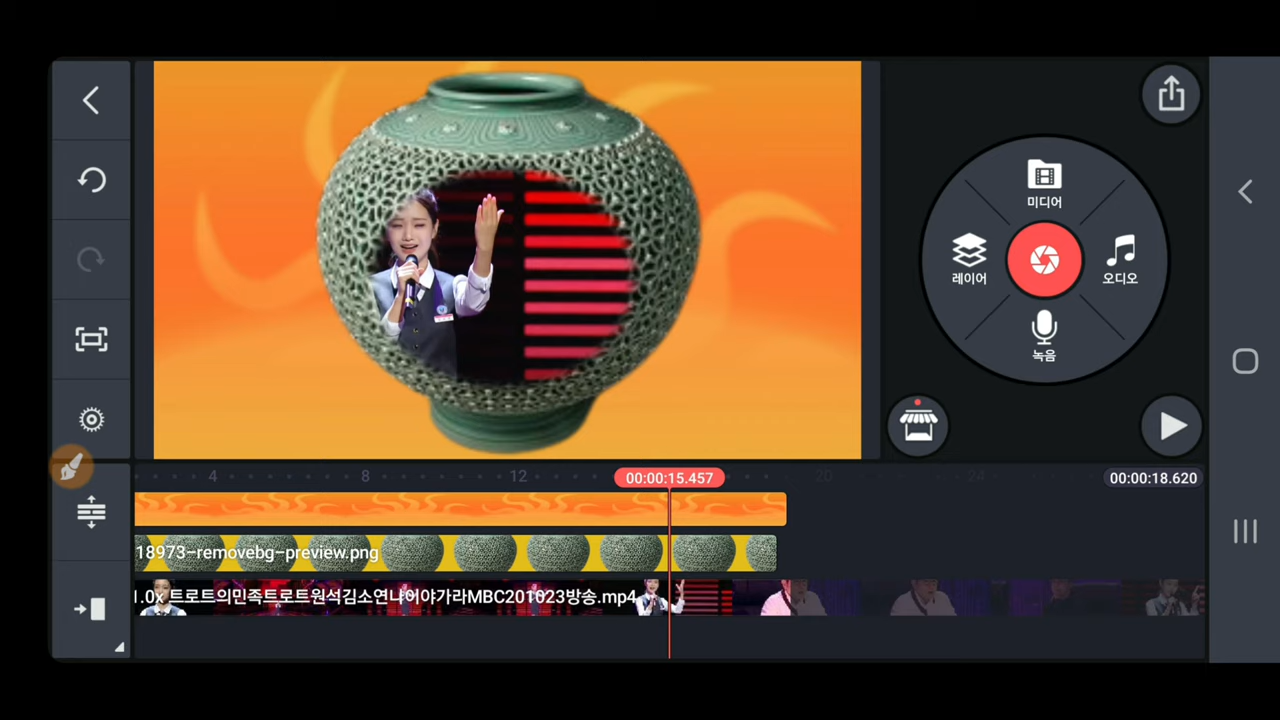 미디어
레이어
오디오
녹음
4
8
12
00:00:15.457
20
24
00:00:18.620
18973-removebg-preview.png
1.0x 트로트의민족트로트원석김소연나어야가라MBC201023방송.mp4